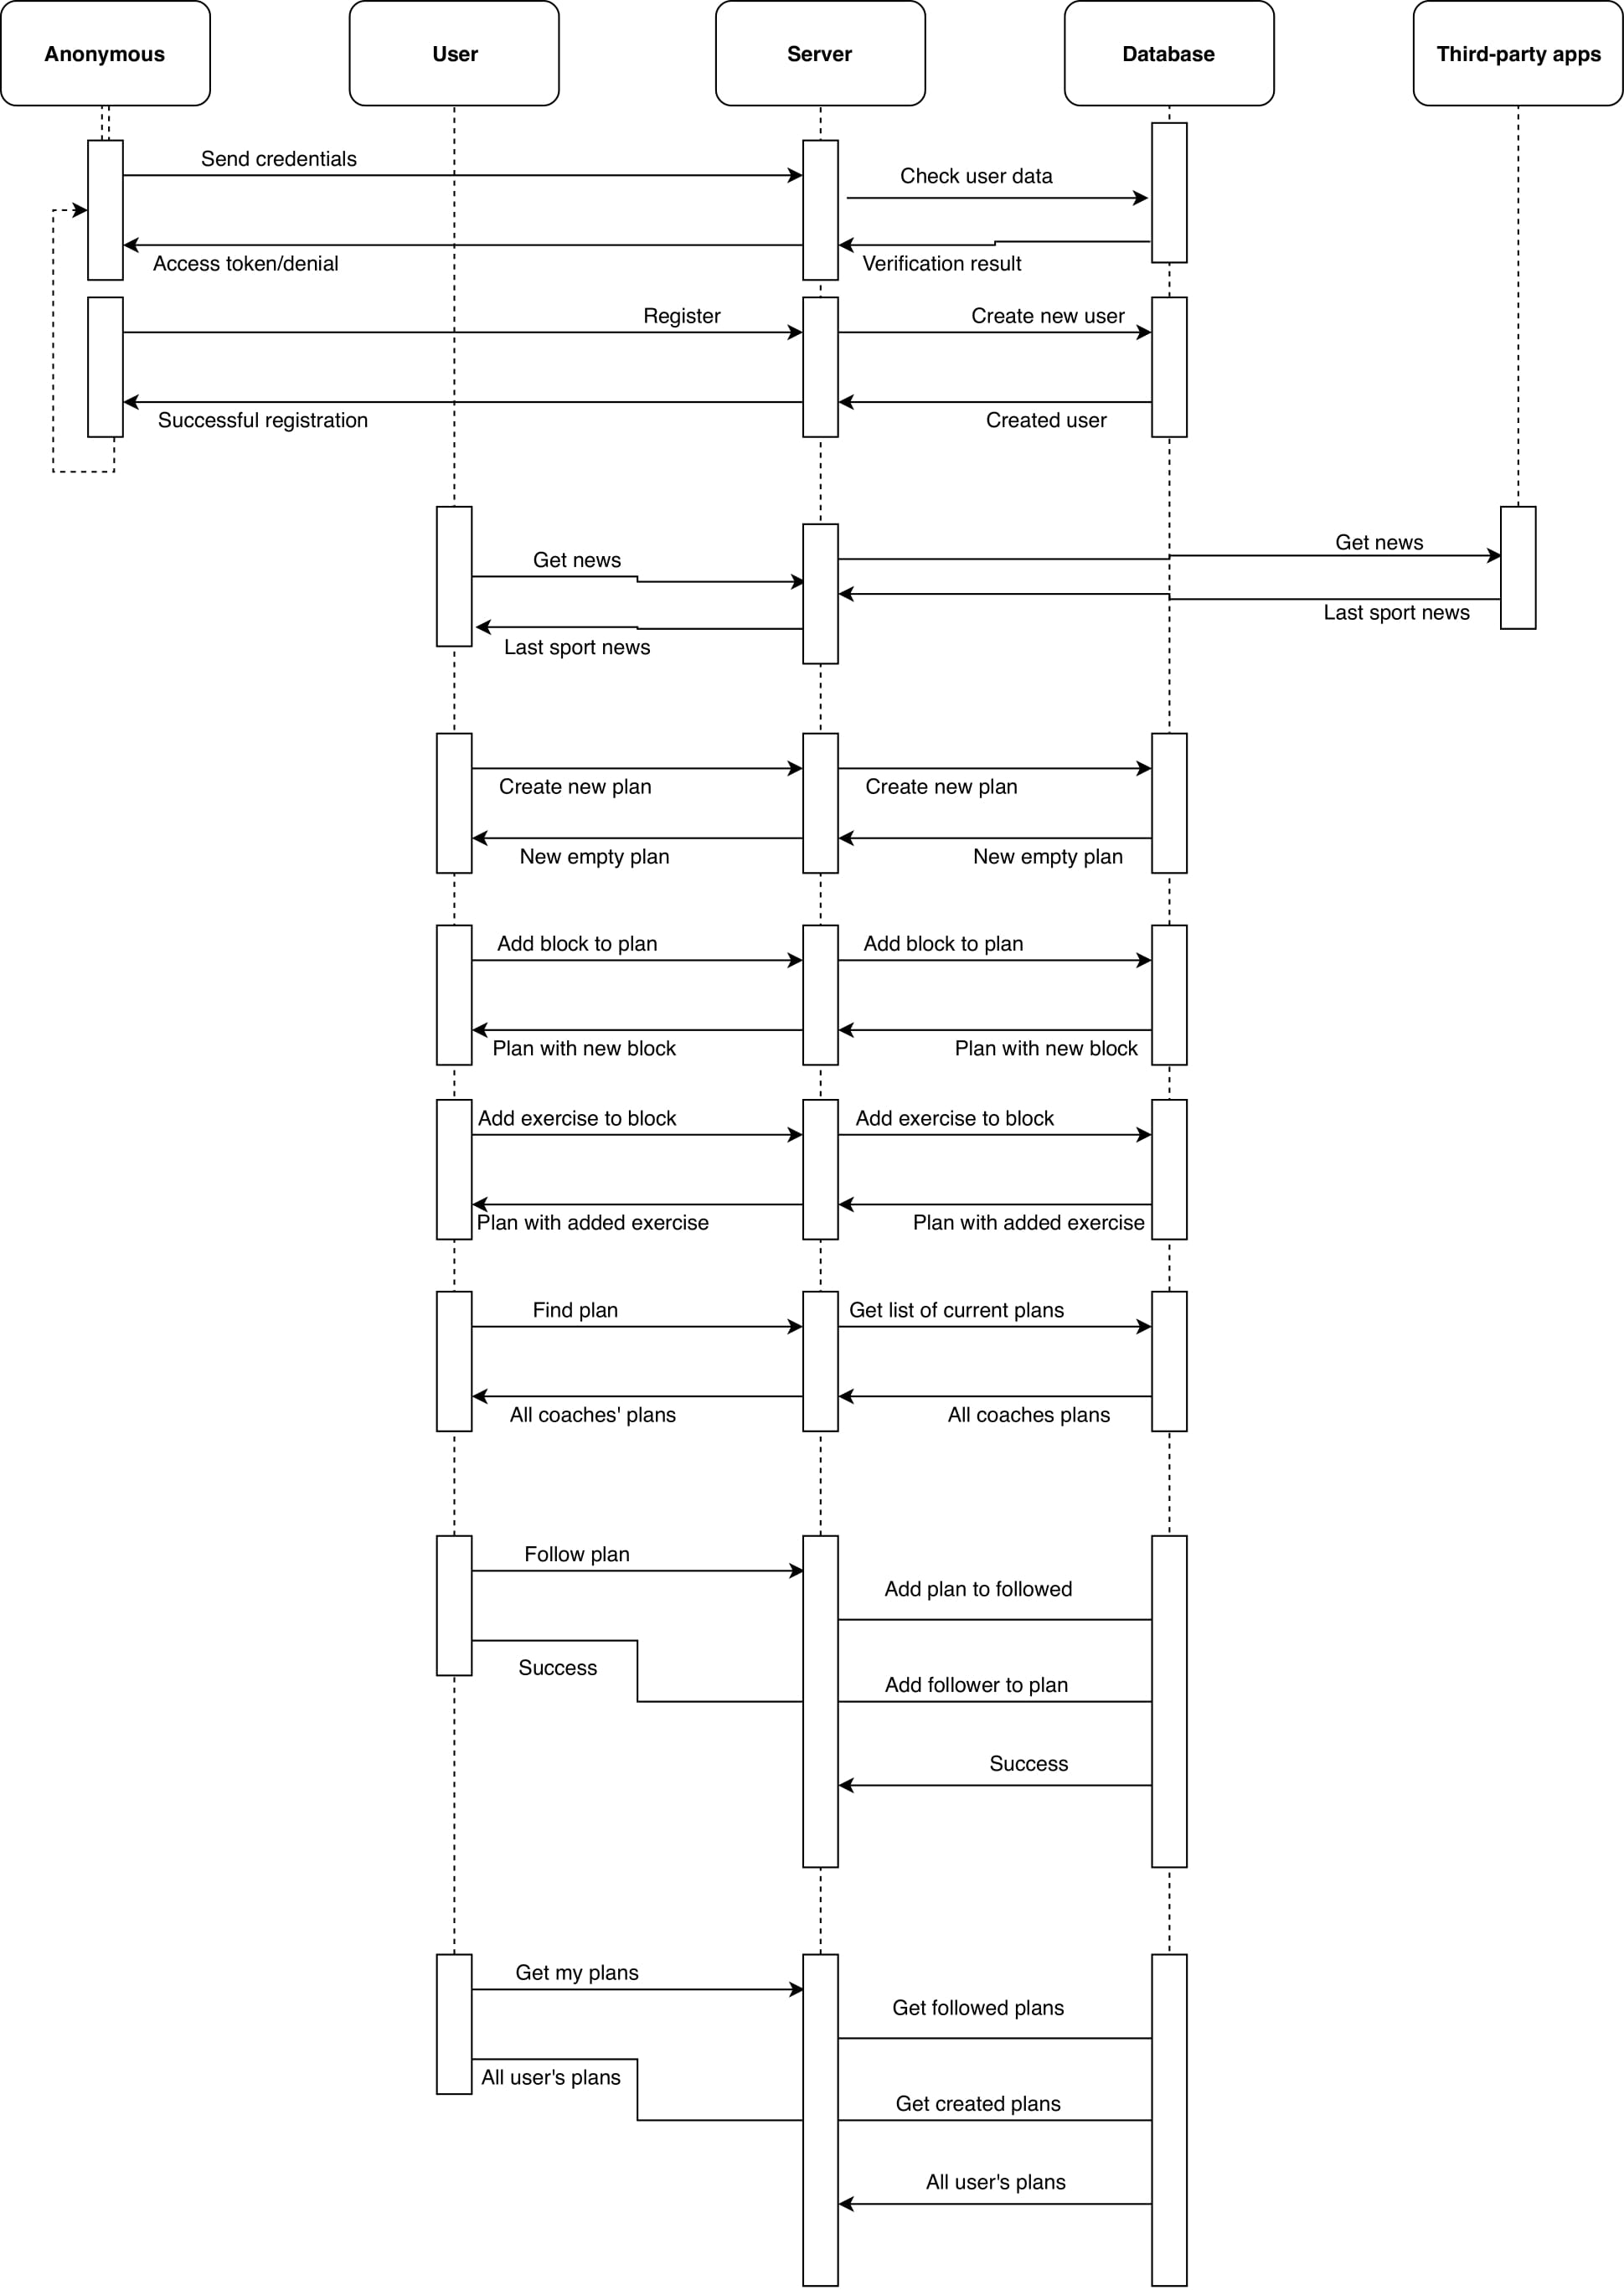 Anonymous
User
Server
Database
Third-party apps
Send credentials
Check user data
Access token/denial
Verification result
Register
Create new user
Successful registration
Created user
Get news
Get news
Last sport news
Last sport news
Create new plan
Create new plan
New empty plan
New empty plan
Add block to plan
Add block to plan
Plan with new block
Plan with new block
Add exercise to block
Add exercise to block
Plan with added exercise
Plan with added exercise
Find plan
Get list of current plans
All coaches' plans
All coaches plans
Follow plan
Add plan to followed
Success
Add follower to plan
Success
Get my plans
Get followed plans
All user's plans
Get created plans
All user's plans